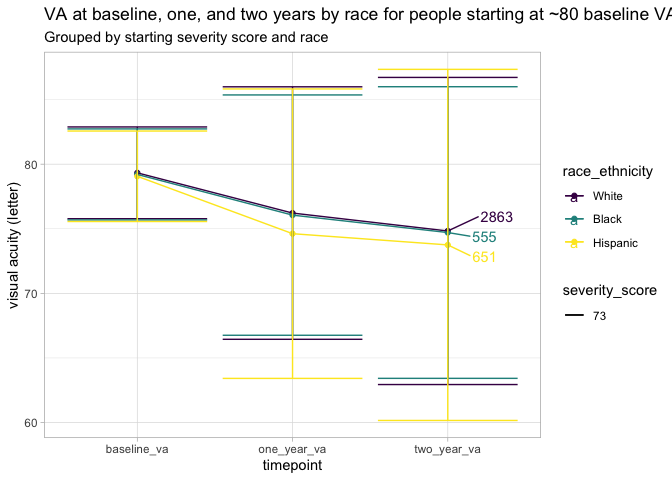 VA at baseline, one, and two years by race for people starting at ~80 baseline VA
Grouped by starting severity score and race
visual acuity (letter)
80
70
60
2863
555
651
baseline_va
one_year_va
two_year_va
timepoint
race_ethnicity
a White
a Black
a Hispanic
severity_score
73